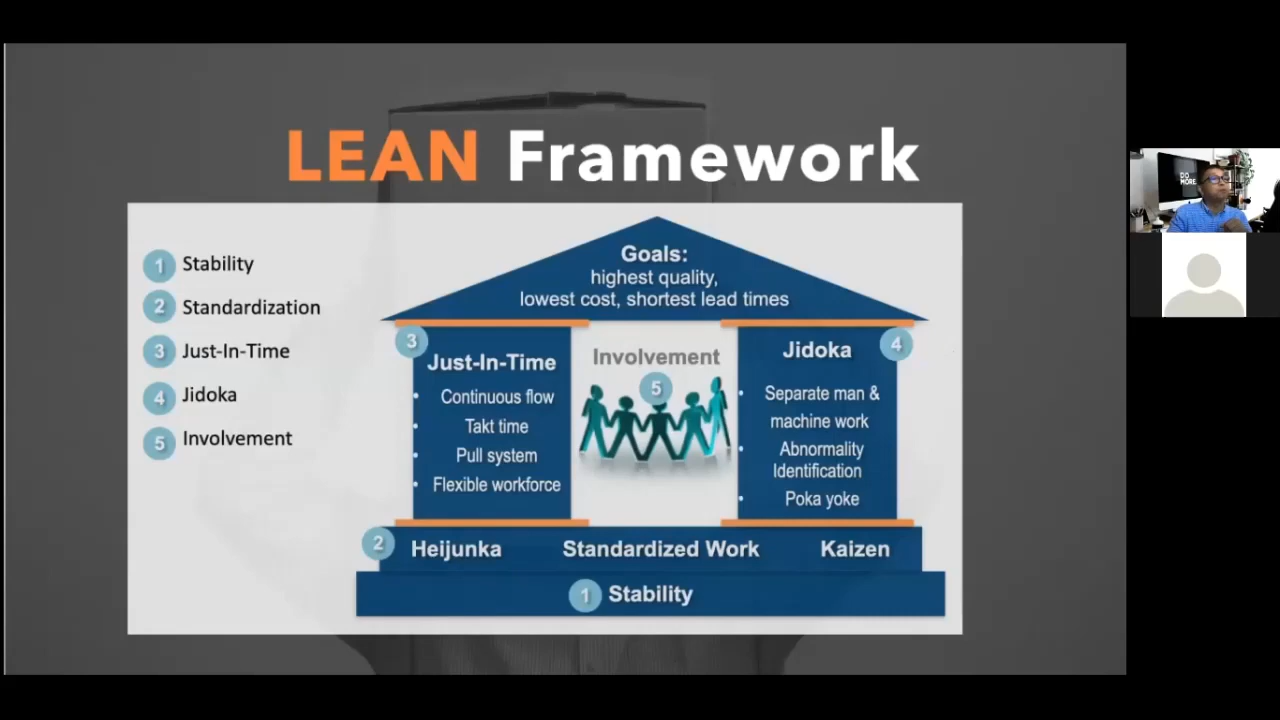 LEAN Framework
1 Stability
2 Standardization
3 Just-In-Time
4 Jidoka
5 Involvement
Goals:
highest quality,
lowest cost, shortest lead times
3
Just-In-Time
• Continuous flow
• Takt time
• Pull system
• Flexible workforce
Involvement
5
Jidoka 4
• Separate man &
machine work
• Abnormality
Identification
• Poka yoke
2 Heijunka Standardized Work Kaizen
1 Stability
DO
MORE.